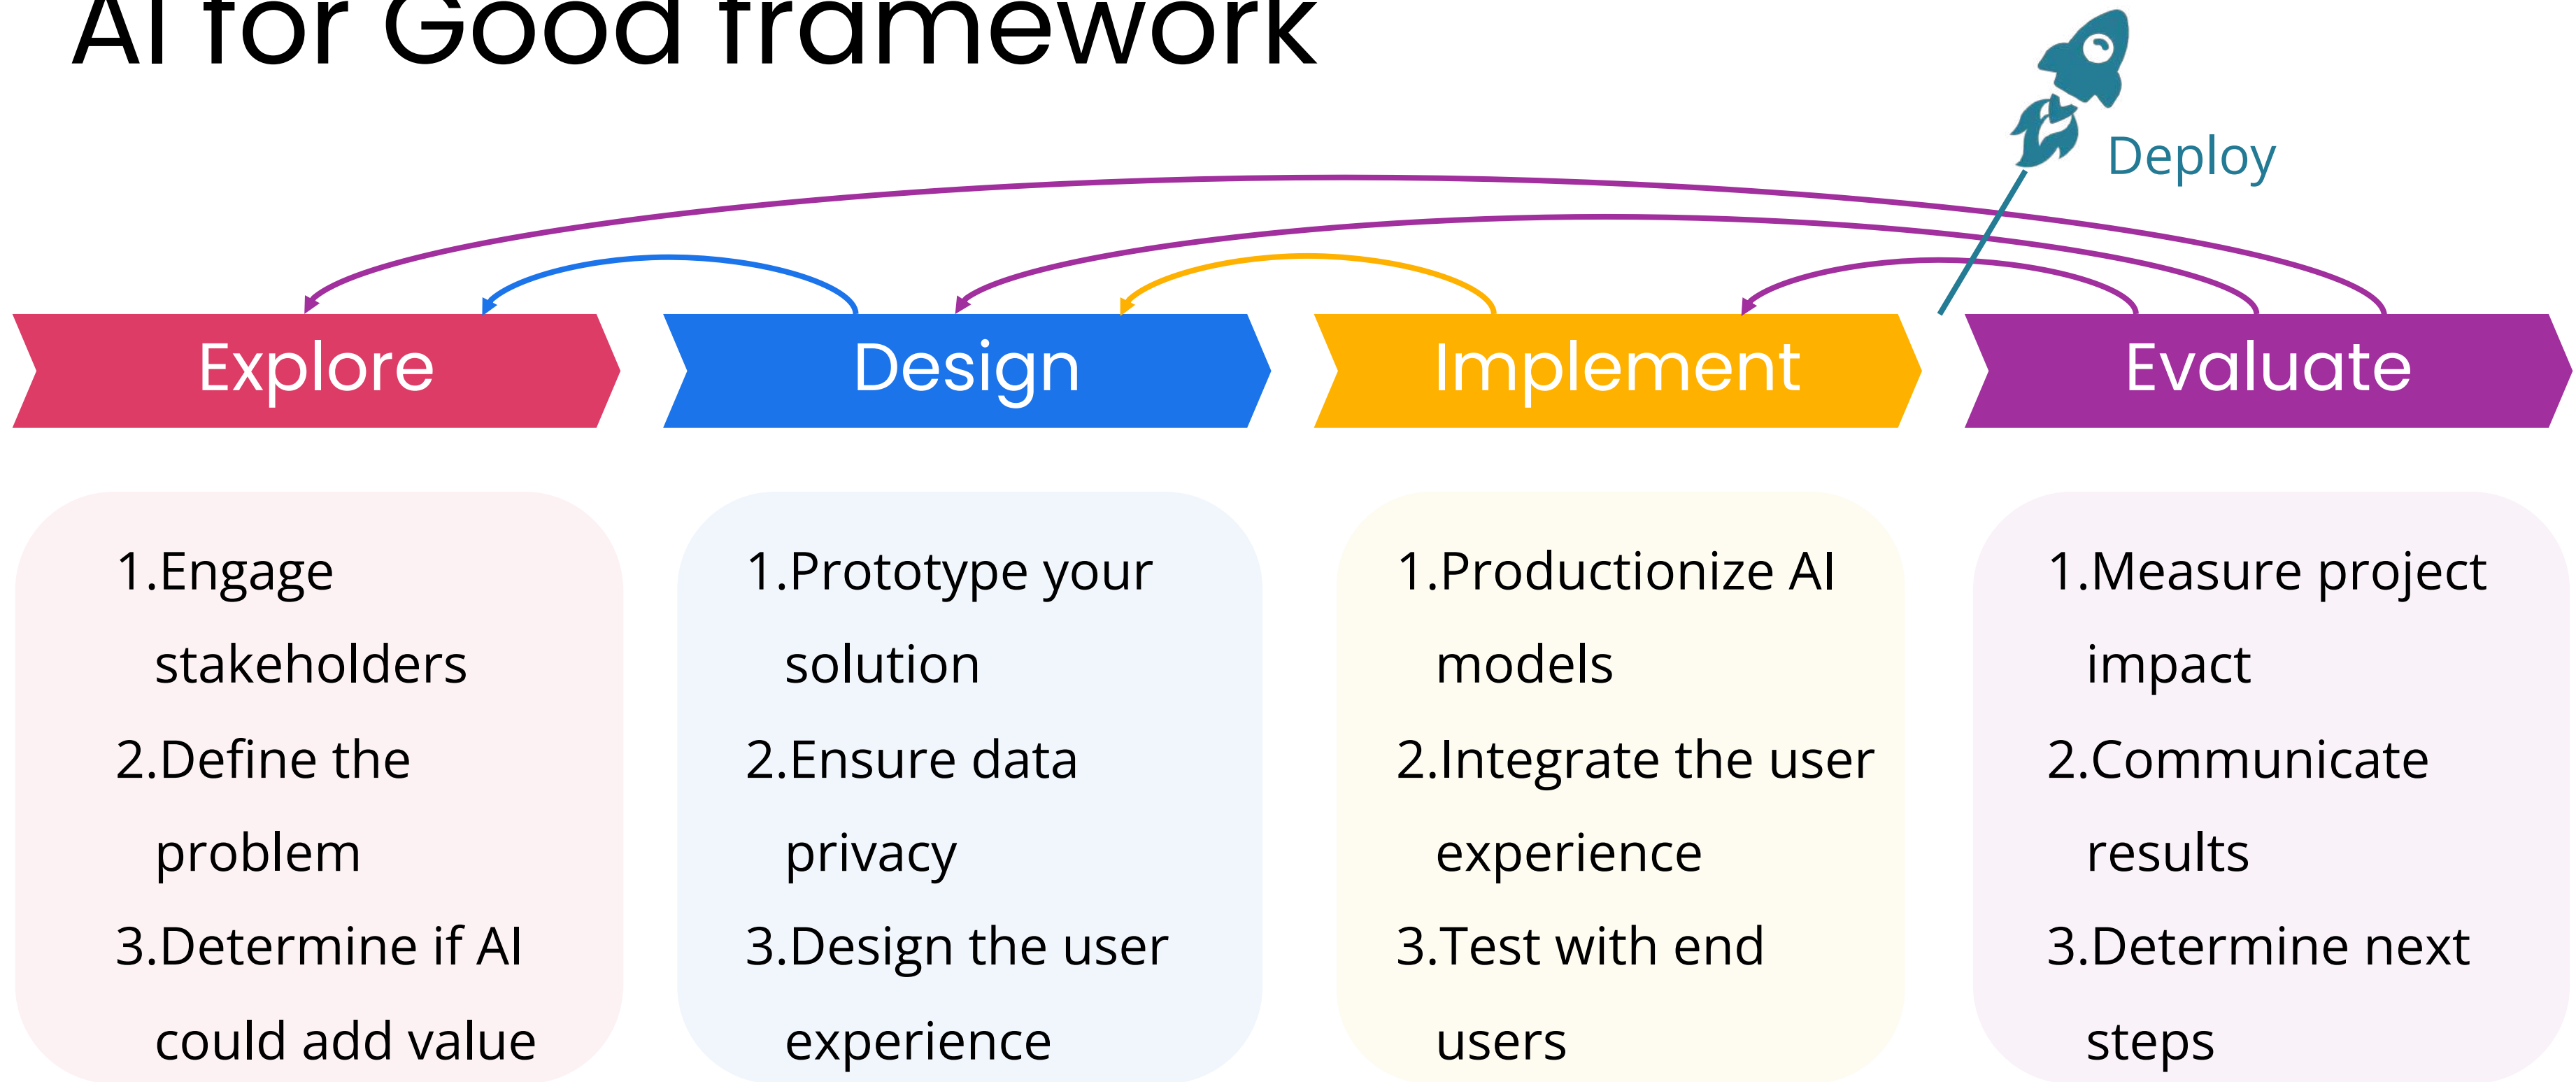 AI for Good framework
Deploy
Explore
Design
Implement
Evaluate
1.Engage
stakeholders
2.Define the
problem
3.Determine if AI
could add value
1.Prototype your
solution
2.Ensure data
privacy
3.Design the user
experience
1.Productionize AI
models
2.Integrate the user
experience
3.Test with end
users
1.Measure project
impact
2.Communicate
results
3.Determine next
steps